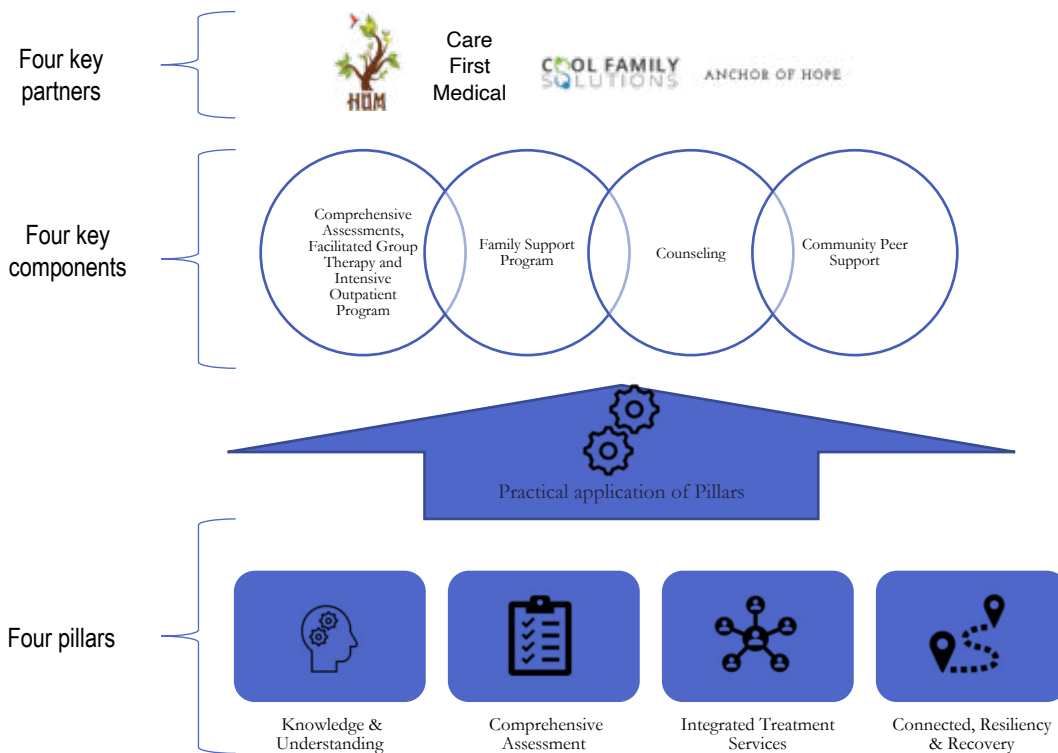 Four key
partners
HOM
Care
First
Medical
COOL FAMILY
SOLUTIONS
ANCHOR OF HOPE
Four key
components
Comprehensive
Assessments,
Facilitated Group
Therapy and
Intensive
Outpatient
Program
Family Support
Program
Counseling
Community Peer
Support
Practical application of Pillars
Four pillars
Knowledge &
Understanding
Comprehensive
Assessment
Integrated Treatment
Services
Connected, Resiliency
& Recovery